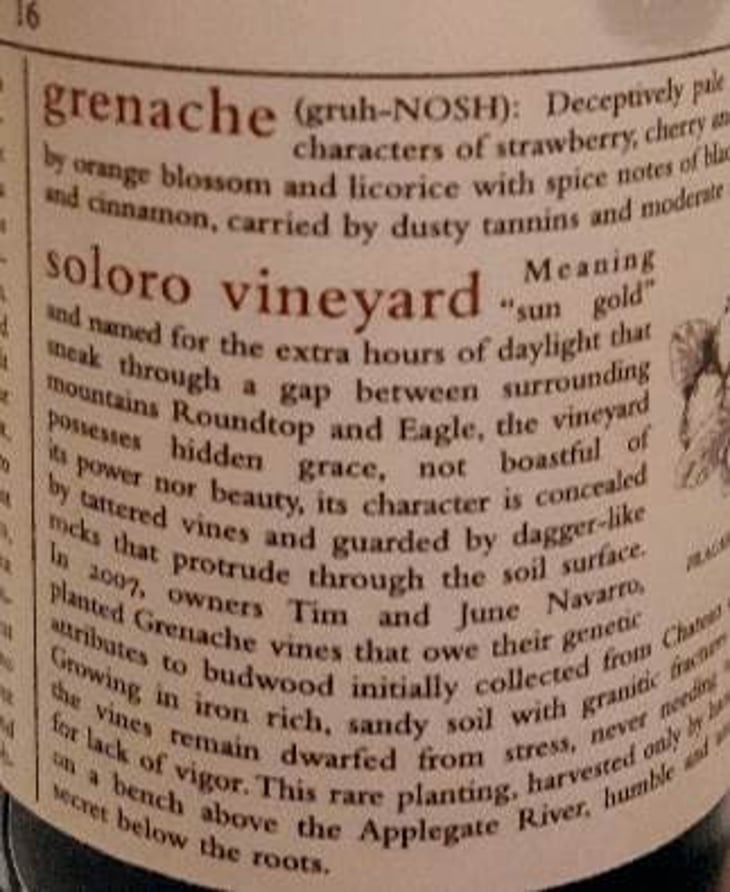 16
grenache (gruh-NOSH): Deceptively pale
characters of strawberry, cherry
by orange blossom and licorice with spice notes of
and cinnamon, carried by dusty tannins and moderate
soloro vineyard Meaning
"sun gold"
and named for the extra hours of daylight that
sneak through a gap between surrounding
mountains Roundtop and Eagle, the vineyard
possesses hidden grace, not boastful of
its power nor beauty, its character is concealed
by tattered vines and guarded by dagger-like
rocks that protrude through the soil surface.
In 2007, owners Tim and June Navarro,
planted Grenache vines that owe their genetic
attributes to budwood initially collected from Chateau
Growing in iron rich, sandy soil with granitic fractures
the vines remain dwarfed from stress, never needing
for lack of vigor. This rare planting, harvested only by
on a bench above the Applegate River, humble and
secret below the roots.